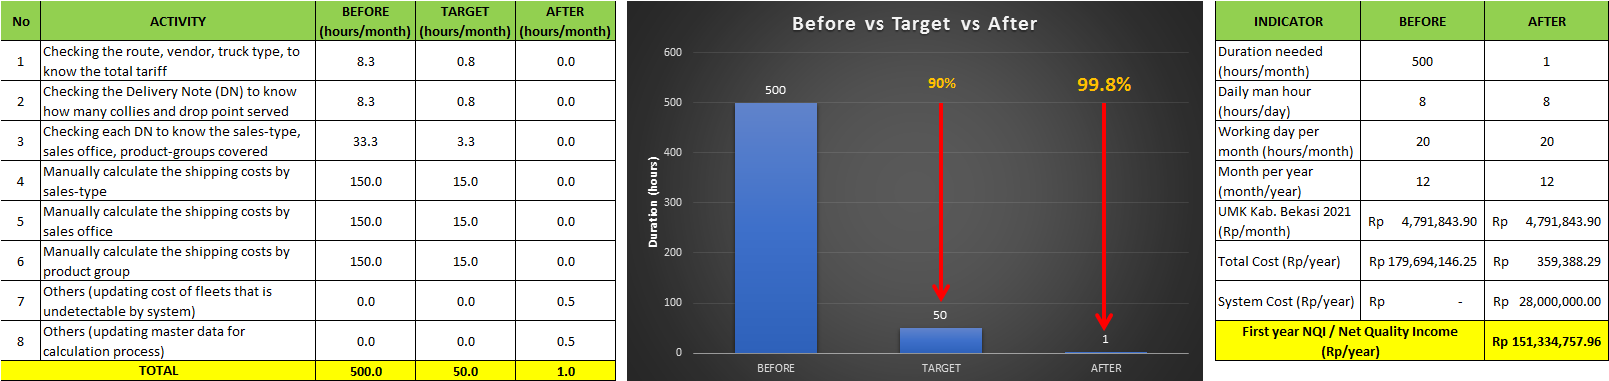 No ACTIVITY BEFORE (hours/month) TARGET (hours/month) AFTER (hours/month)
1 Checking the route, vendor, truck type, to know the total tariff 8.3 0.8 0.0
2 Checking the Delivery Note (DN) to know how many collies and drop point served 8.3 0.8 0.0
3 Checking each DN to know the sales-type, sales office, product-groups covered 33.3 3.3 0.0
4 Manually calculate the shipping costs by sales-type 150.0 15.0 0.0
5 Manually calculate the shipping costs by sales office 150.0 15.0 0.0
6 Manually calculate the shipping costs by product group 150.0 15.0 0.0
7 Others (updating cost of fleets that is undetectable by system) 0.0 0.0 0.5
8 Others (updating master data for calculation process) 0.0 0.0 0.5
TOTAL 500.0 50.0 1.0
Before vs Target vs After
Duration (hours)
600
500
400
300
200
100
0
500
90%
50
99.8%
1
BEFORE TARGET AFTER
INDICATOR BEFORE AFTER
Duration needed (hours/month) 500 1
Daily man hour (hours/day) 8 8
Working day per month (hours/month) 20 20
Month per year (month/year) 12 12
UMK Kab. Bekasi 2021 (Rp/month) Rp 4,791,843.90 Rp 4,791,843.90
Total Cost (Rp/year) Rp 179,694,146.25 Rp 359,388.29
System Cost (Rp/year) Rp - Rp 28,000,000.00
First year NQI / Net Quality Income (Rp/year) Rp 151,334,757.96